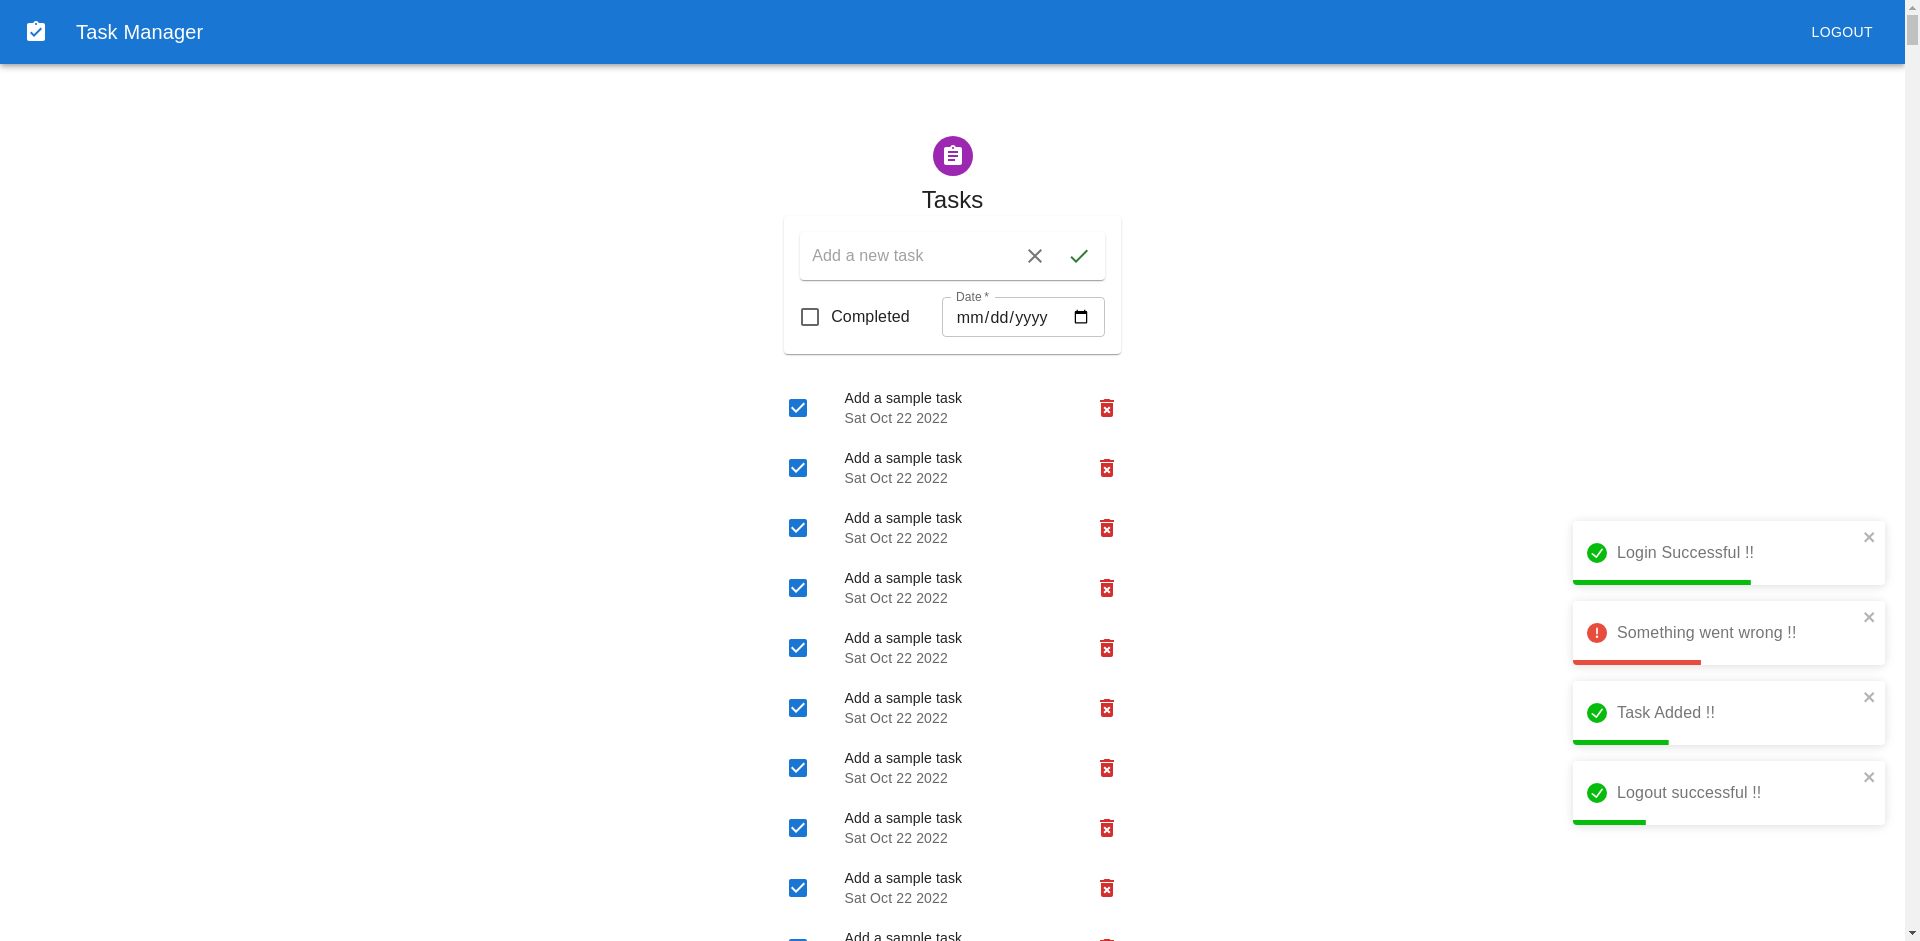 Task Manager
LOGOUT
Tasks
Add a new task
Completed
Date *
mm/dd/yyyy
Add a sample task
Sat Oct 22 2022
Add a sample task
Sat Oct 22 2022
Add a sample task
Sat Oct 22 2022
Add a sample task
Sat Oct 22 2022
Add a sample task
Sat Oct 22 2022
Add a sample task
Sat Oct 22 2022
Add a sample task
Sat Oct 22 2022
Add a sample task
Sat Oct 22 2022
Add a sample task
Sat Oct 22 2022
Add a sample task
Login Successful !!
Something went wrong !!
Task Added !!
Logout successful !!